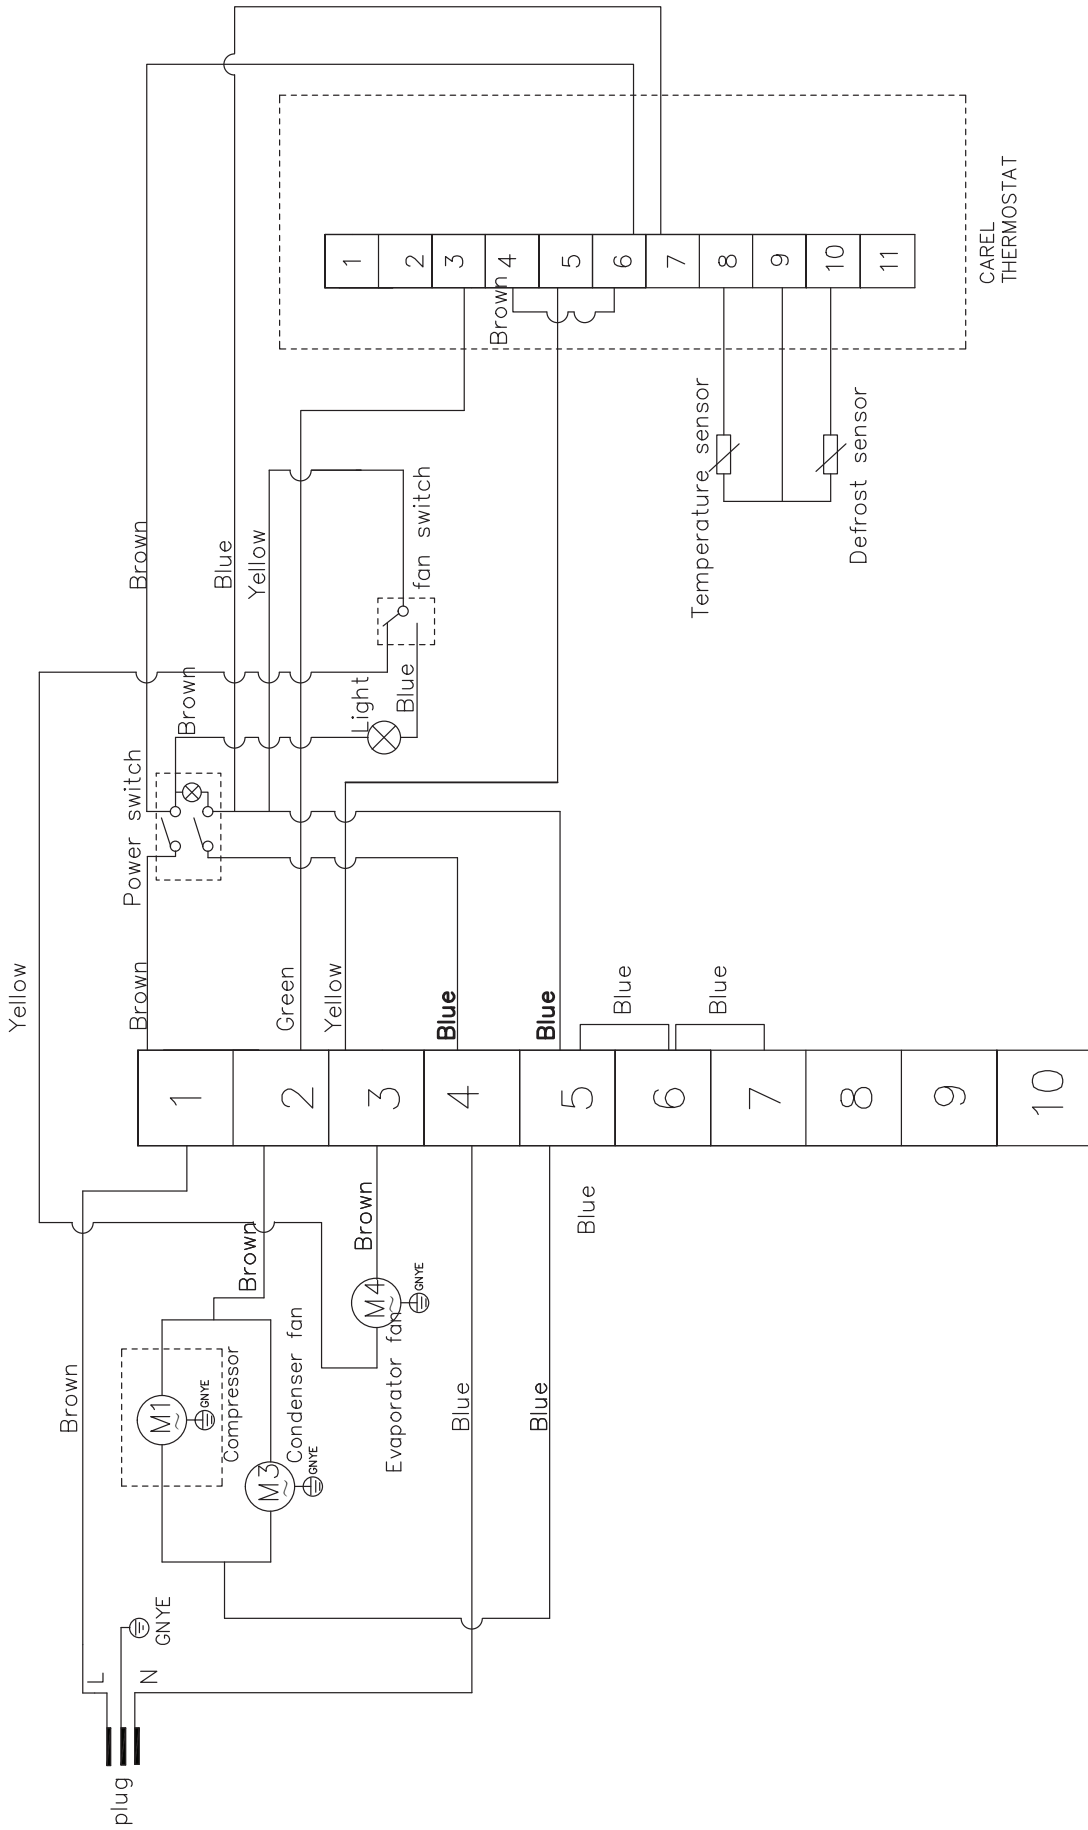 plug
L
N
GNYE
Brown
M1
~
GNYE
Compressor
M3
~
GNYE
Condenser fan
M4
~
GNYE
Evaporator fan
Brown
Brown
Blue
Blue
Blue
1
2
3
4
5
6
7
8
9
10
Yellow
Brown
Green
Yellow
Blue
Blue
Blue
Blue
Power switch
Brown
Light
Blue
fan switch
Brown
Blue
Yellow
Temperature sensor
Defrost sensor
Brown
1
2
3
4
5
6
7
8
9
10
11
CAREL
THERMOSTAT